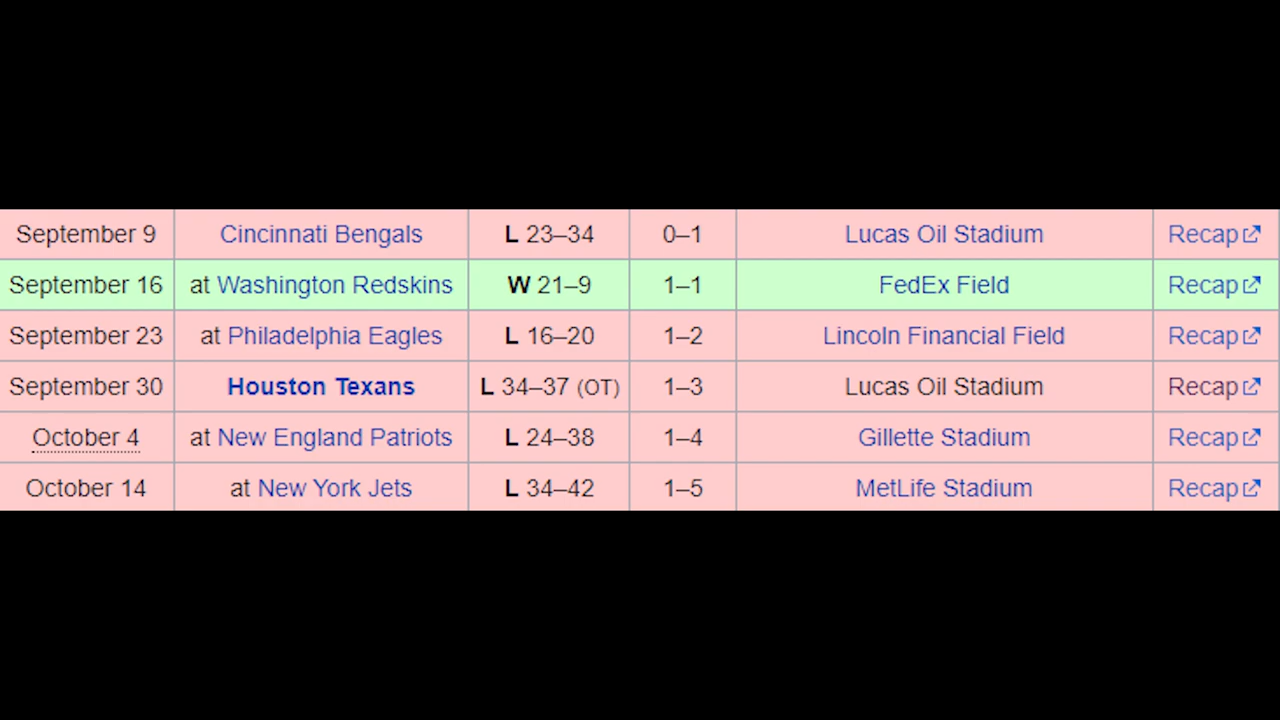 September 9 Cincinnati Bengals L 23–34 0–1 Lucas Oil Stadium Recap
September 16 at Washington Redskins W 21–9 1–1 FedEx Field Recap
September 23 at Philadelphia Eagles L 16–20 1–2 Lincoln Financial Field Recap
September 30 Houston Texans L 34–37 (OT) 1–3 Lucas Oil Stadium Recap
October 4 at New England Patriots L 24–38 1–4 Gillette Stadium Recap
October 14 at New York Jets L 34–42 1–5 MetLife Stadium Recap